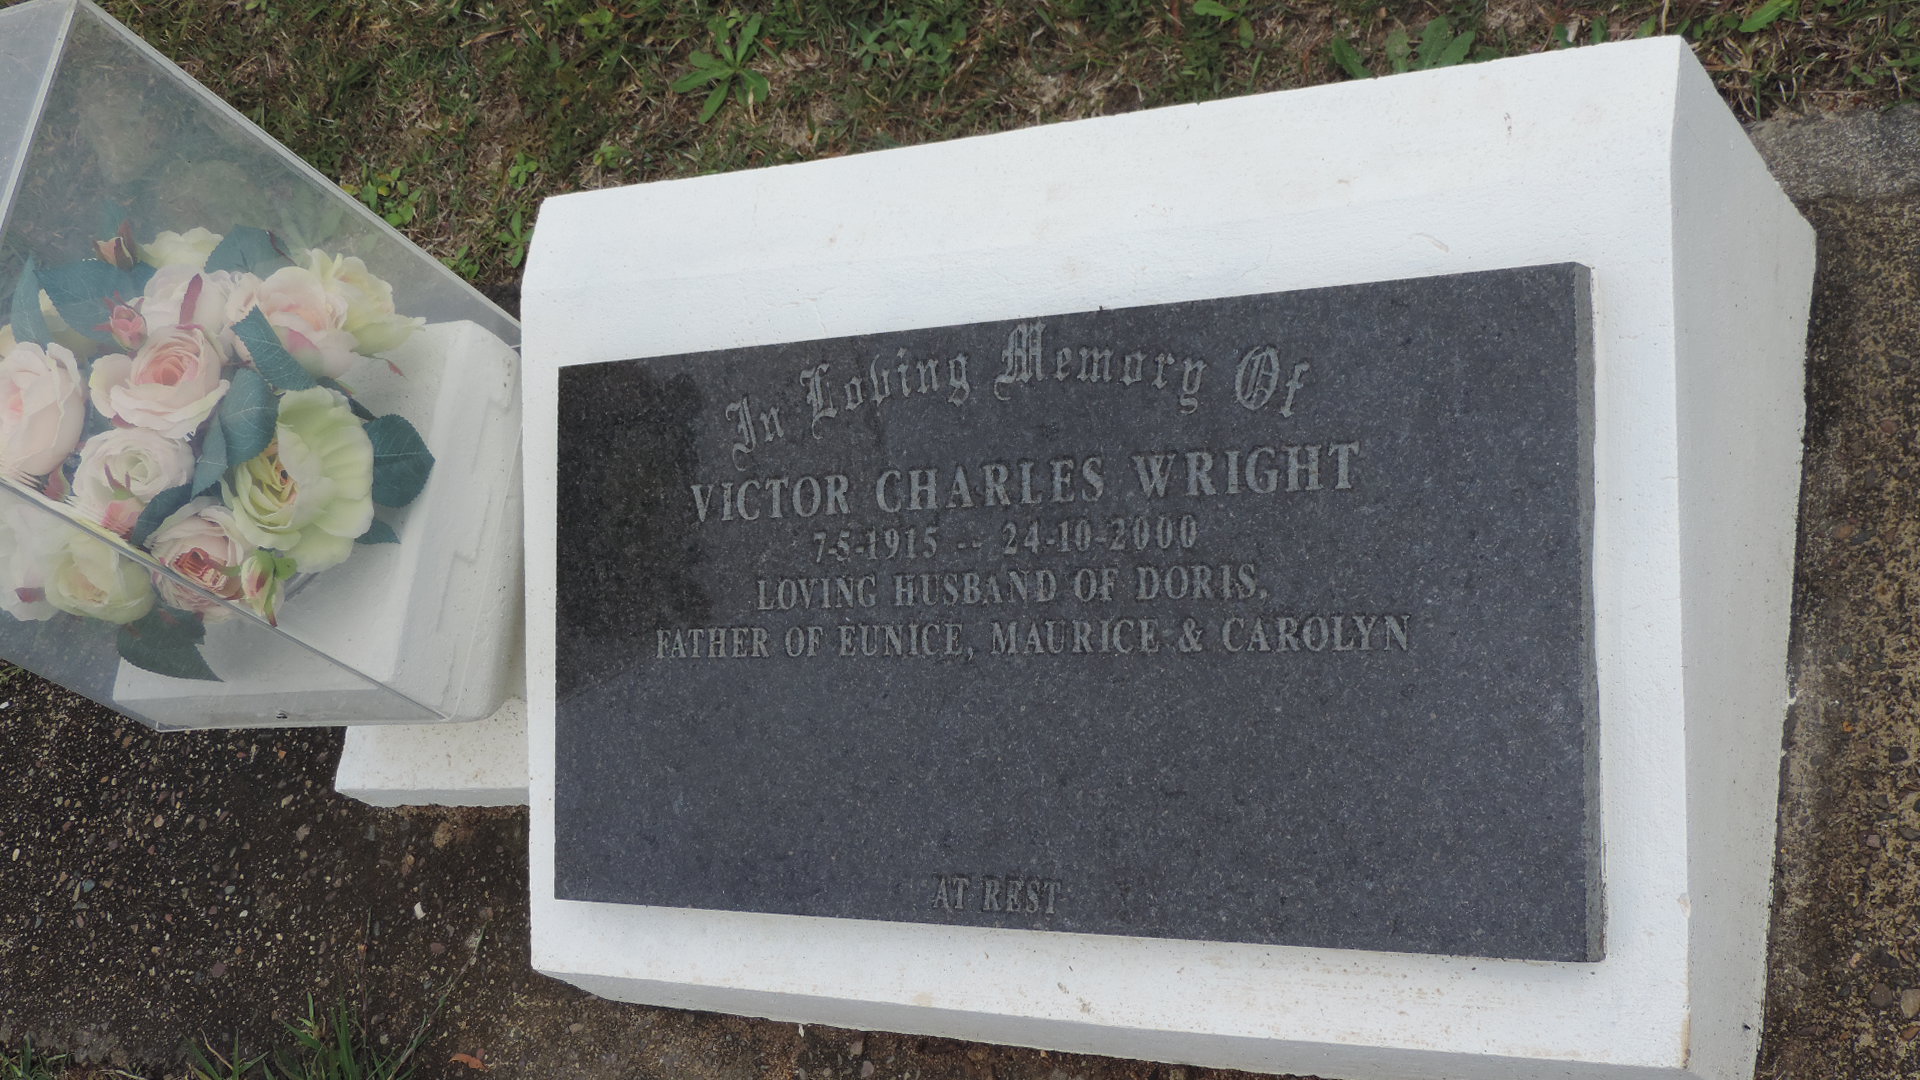 In Loving Memory Of
VICTOR CHARLES WRIGHT
7-5-1915 -- 24-10-2000
LOVING HUSBAND OF DORIS,
FATHER OF EUNICE, MAURICE & CAROLYN
AT REST